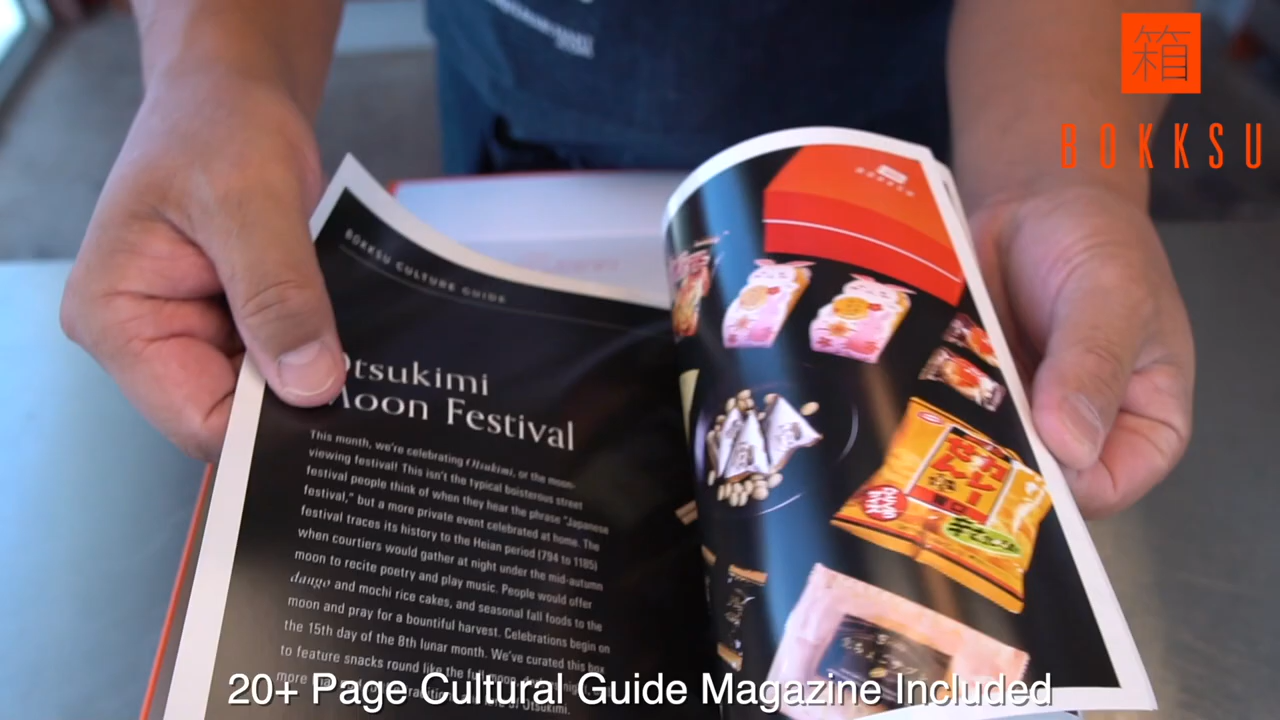 箱
BOKKSU
BOKKSU CULTURE GUIDE
Otsukimi
Moon Festival
This month, we're celebrating Otsukimi, or the moon-
viewing festival! This isn't the typical boisterous street
festival people think of when they hear the phrase "Japanese
festival," but a more private event celebrated at home. The
festival traces its history to the Heian period (794 to 1185)
when courtiers would gather at night under the mid-autumn
moon to recite poetry and play music. People would offer
dango and mochi rice cakes, and seasonal fall foods to the
moon and pray for a bountiful harvest. Celebrations begin on
the 15th day of the 8th lunar month. We've curated this box
to feature snacks round like the full moon,
more
of Otsukimi.
BOKKSU
カレー
せん
20+ Page Cultural Guide Magazine Included